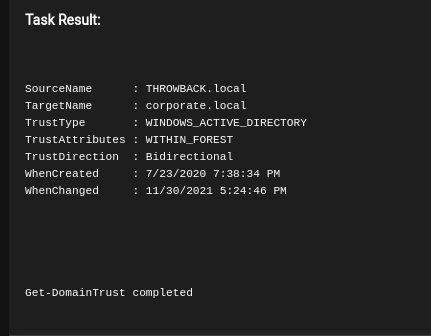 Task Result:
SourceName      : THROWBACK.local
TargetName      : corporate.local
TrustType       : WINDOWS_ACTIVE_DIRECTORY
TrustAttributes : WITHIN_FOREST
TrustDirection  : Bidirectional
WhenCreated     : 7/23/2020 7:38:34 PM
WhenChanged     : 11/30/2021 5:24:46 PM
Get-DomainTrust completed